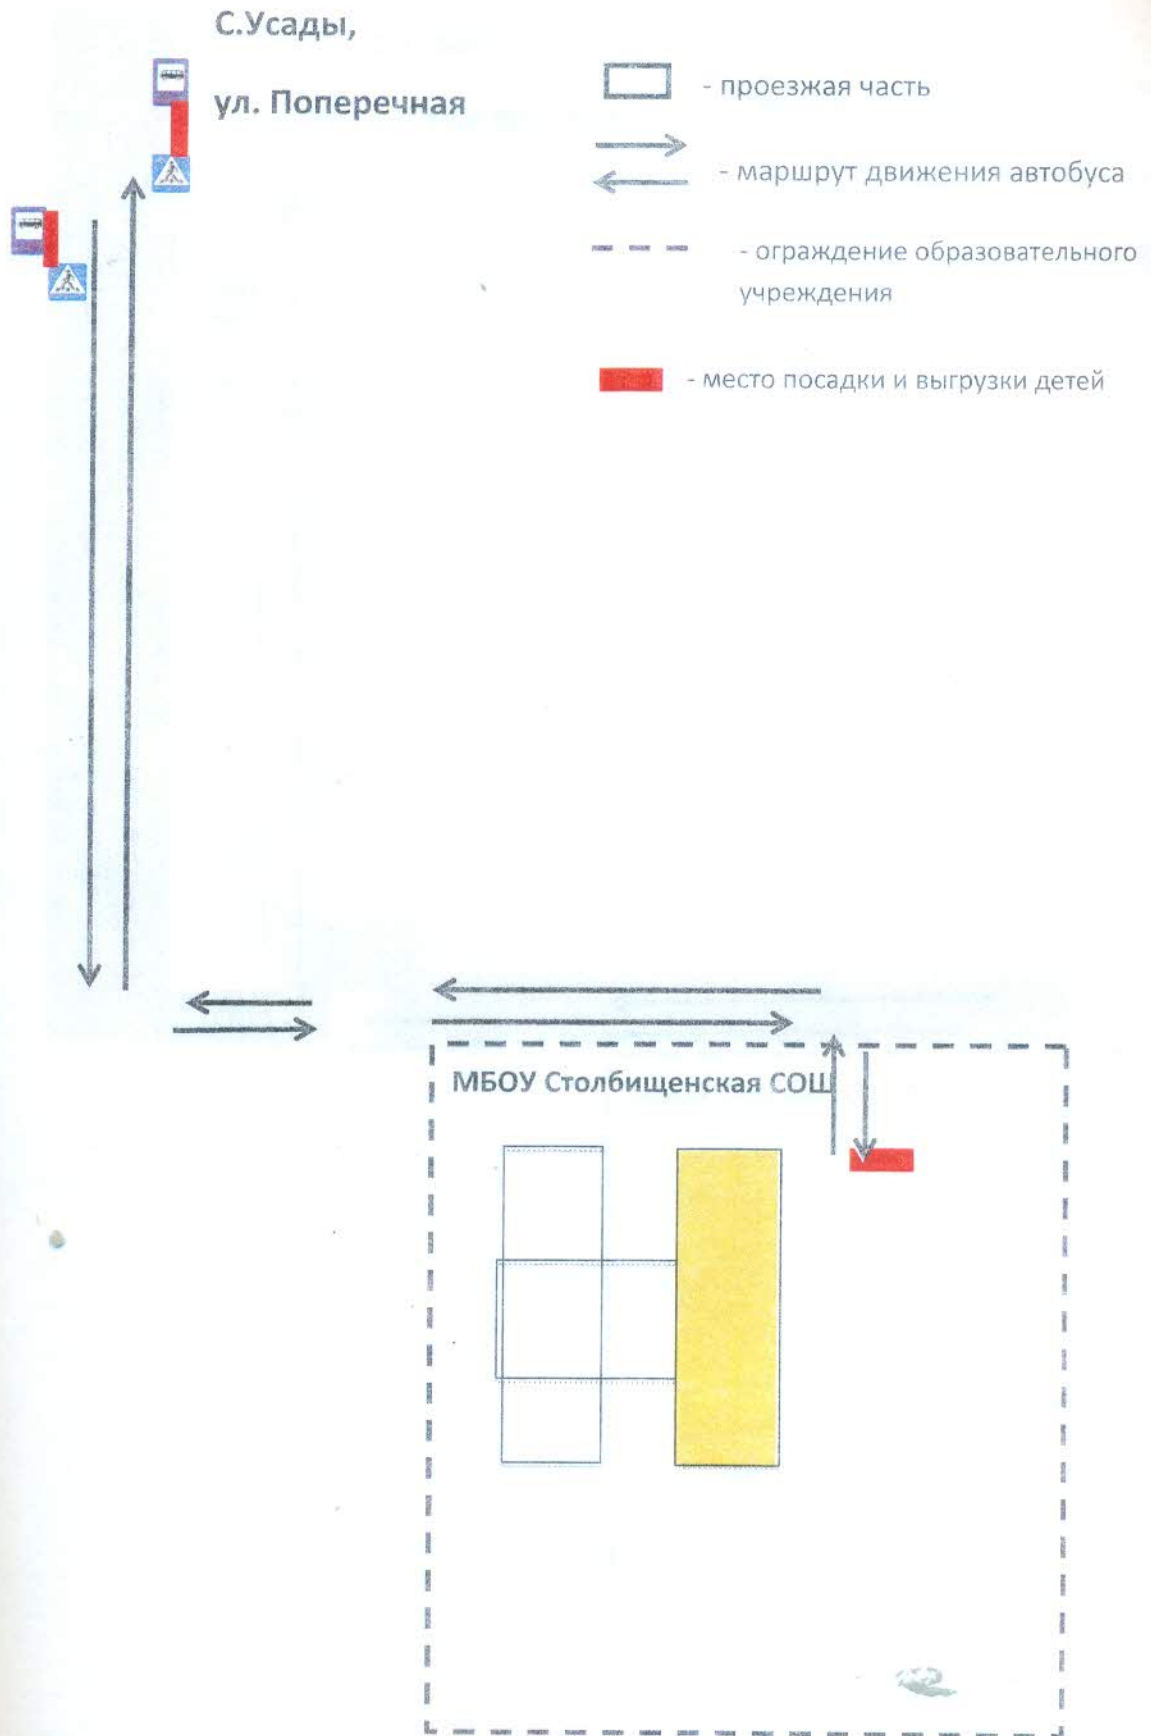 С.Усады,
ул. Поперечная
- проезжая часть
- маршрут движения автобуса
- ограждение образовательного
учреждения
- место посадки и выгрузки детей
МБОУ Столбищенская СОШ